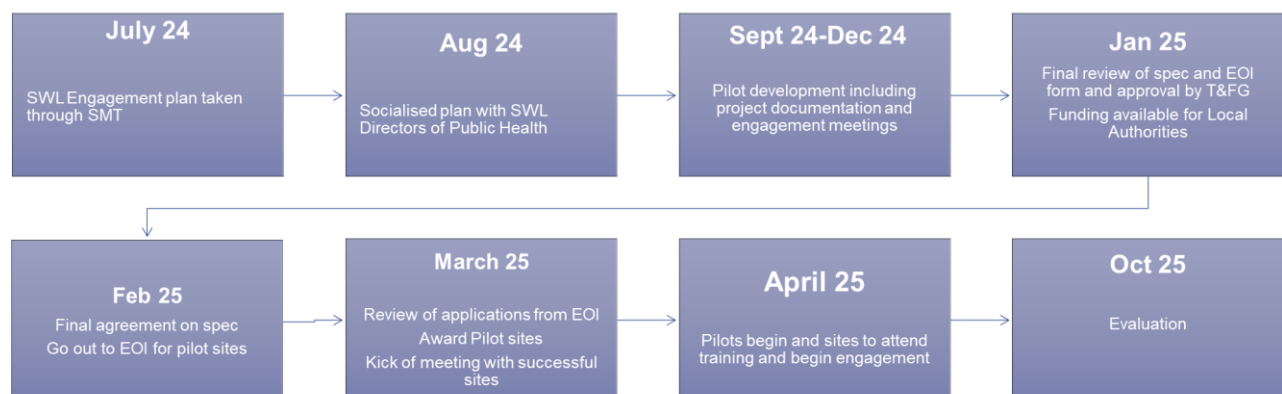 July 24
SWL Engagement plan taken
through SMT
Aug 24
Socialised plan with SWL
Directors of Public Health
Sept 24-Dec 24
Pilot development including
project documentation and
engagement meetings
Jan 25
Final review of spec and EOI
form and approval by T&FG
Funding available for Local
Authorities
Feb 25
Final agreement on spec
Go out to EOI for pilot sites
March 25
Review of applications from EOI
Award Pilot sites
Kick of meeting with successful
sites
April 25
Pilots begin and sites to attend
training and begin engagement
Oct 25
Evaluation